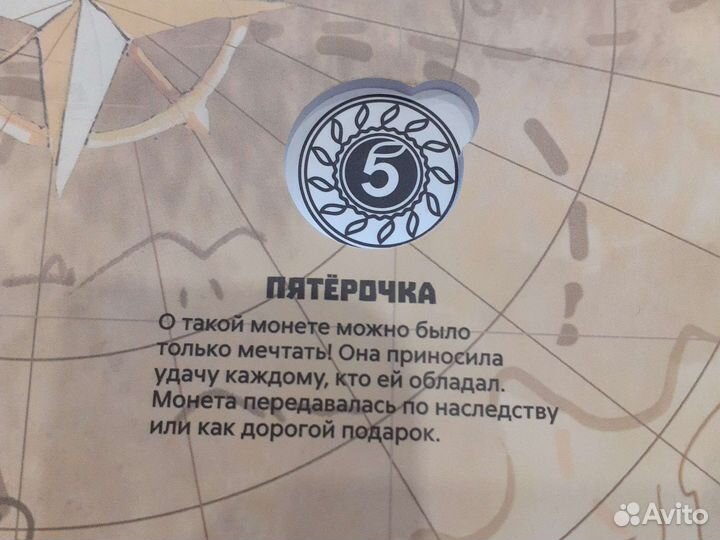 5
ПЯТЁРОЧКА
О такой монете можно было
только мечтать! Она приносила
удачу каждому, кто ей обладал.
Монета передавалась по наследству
или как дорогой подарок.
Avito